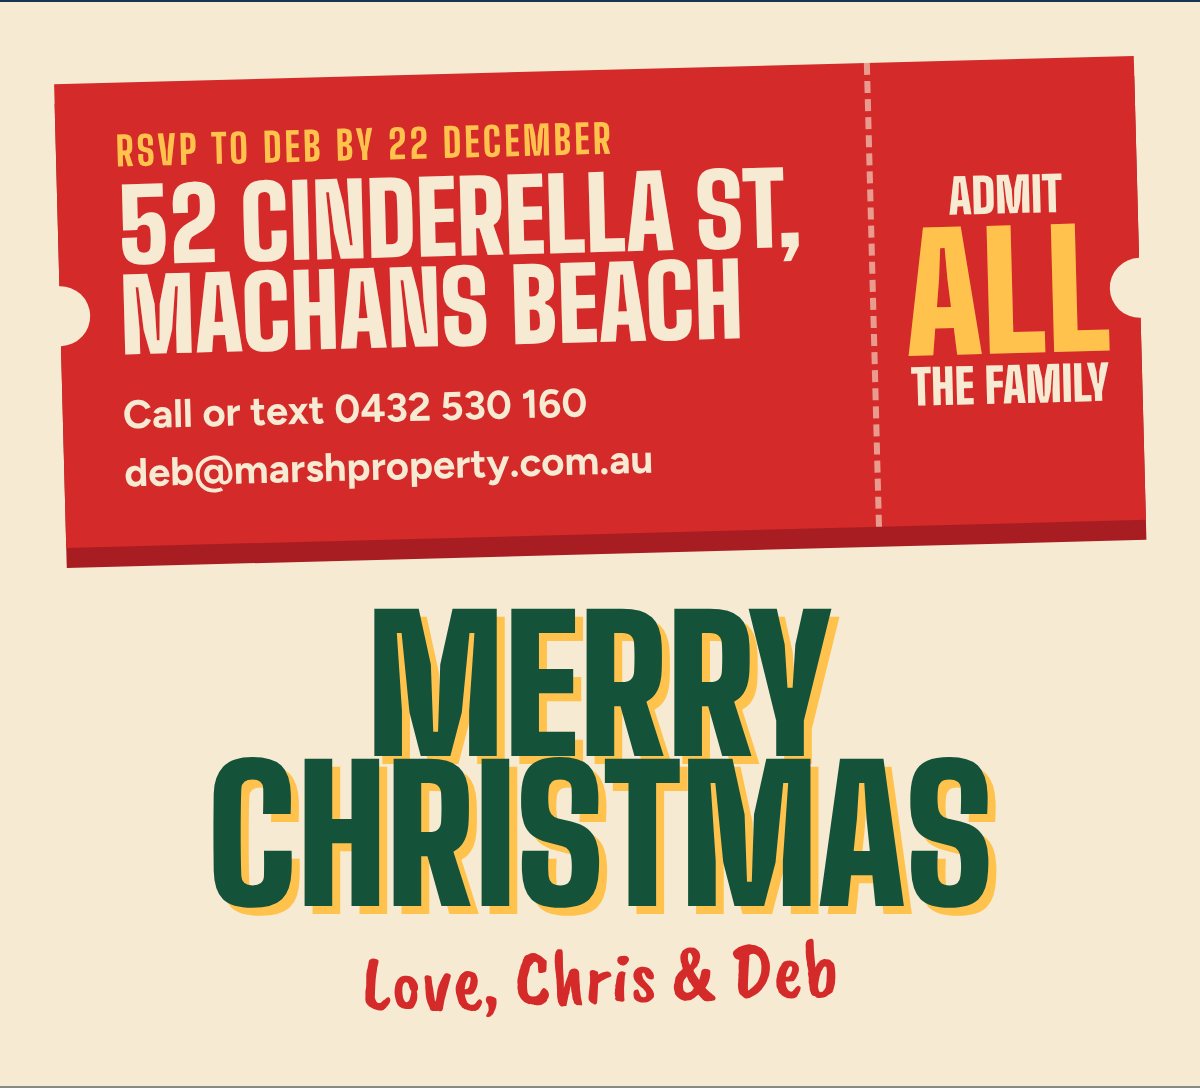 RSVP TO DEB BY 22 DECEMBER
52 CINDERELLA ST,
MACHANS BEACH
Call or text 0432 530 160
deb@marshproperty.com.au
ADMIT
ALL
THE FAMILY
MERRY
CHRISTMAS
Love, Chris & Deb